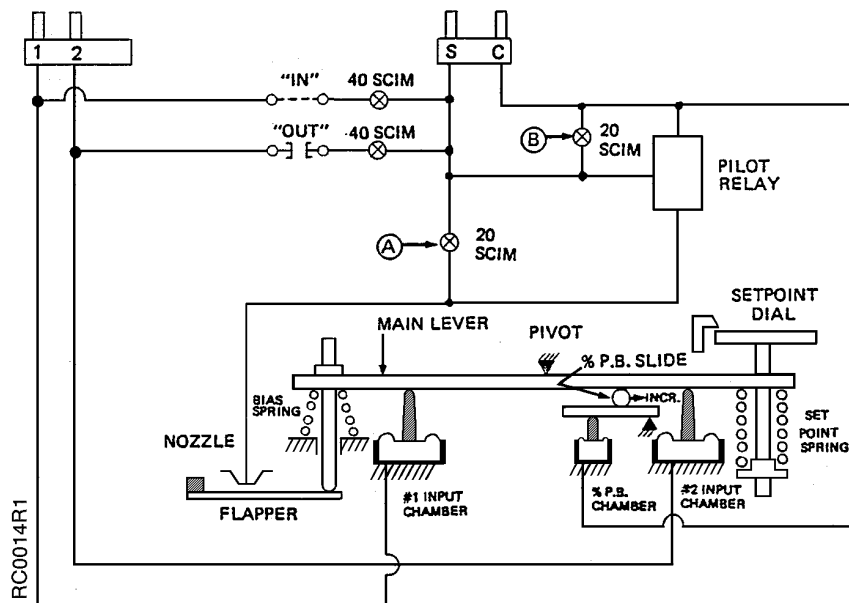 1 2
S C
"IN" 40 SCIM
"OUT" 40 SCIM
B
20
SCIM
PILOT
RELAY
A
20
SCIM
SETPOINT
DIAL
MAIN LEVER
PIVOT
% P.B. SLIDE
INCR.
BIAS
SPRING
SET
POINT
SPRING
NOZZLE
FLAPPER
#1 INPUT
CHAMBER
% P.B.
CHAMBER
#2 INPUT
CHAMBER
RC0014R1